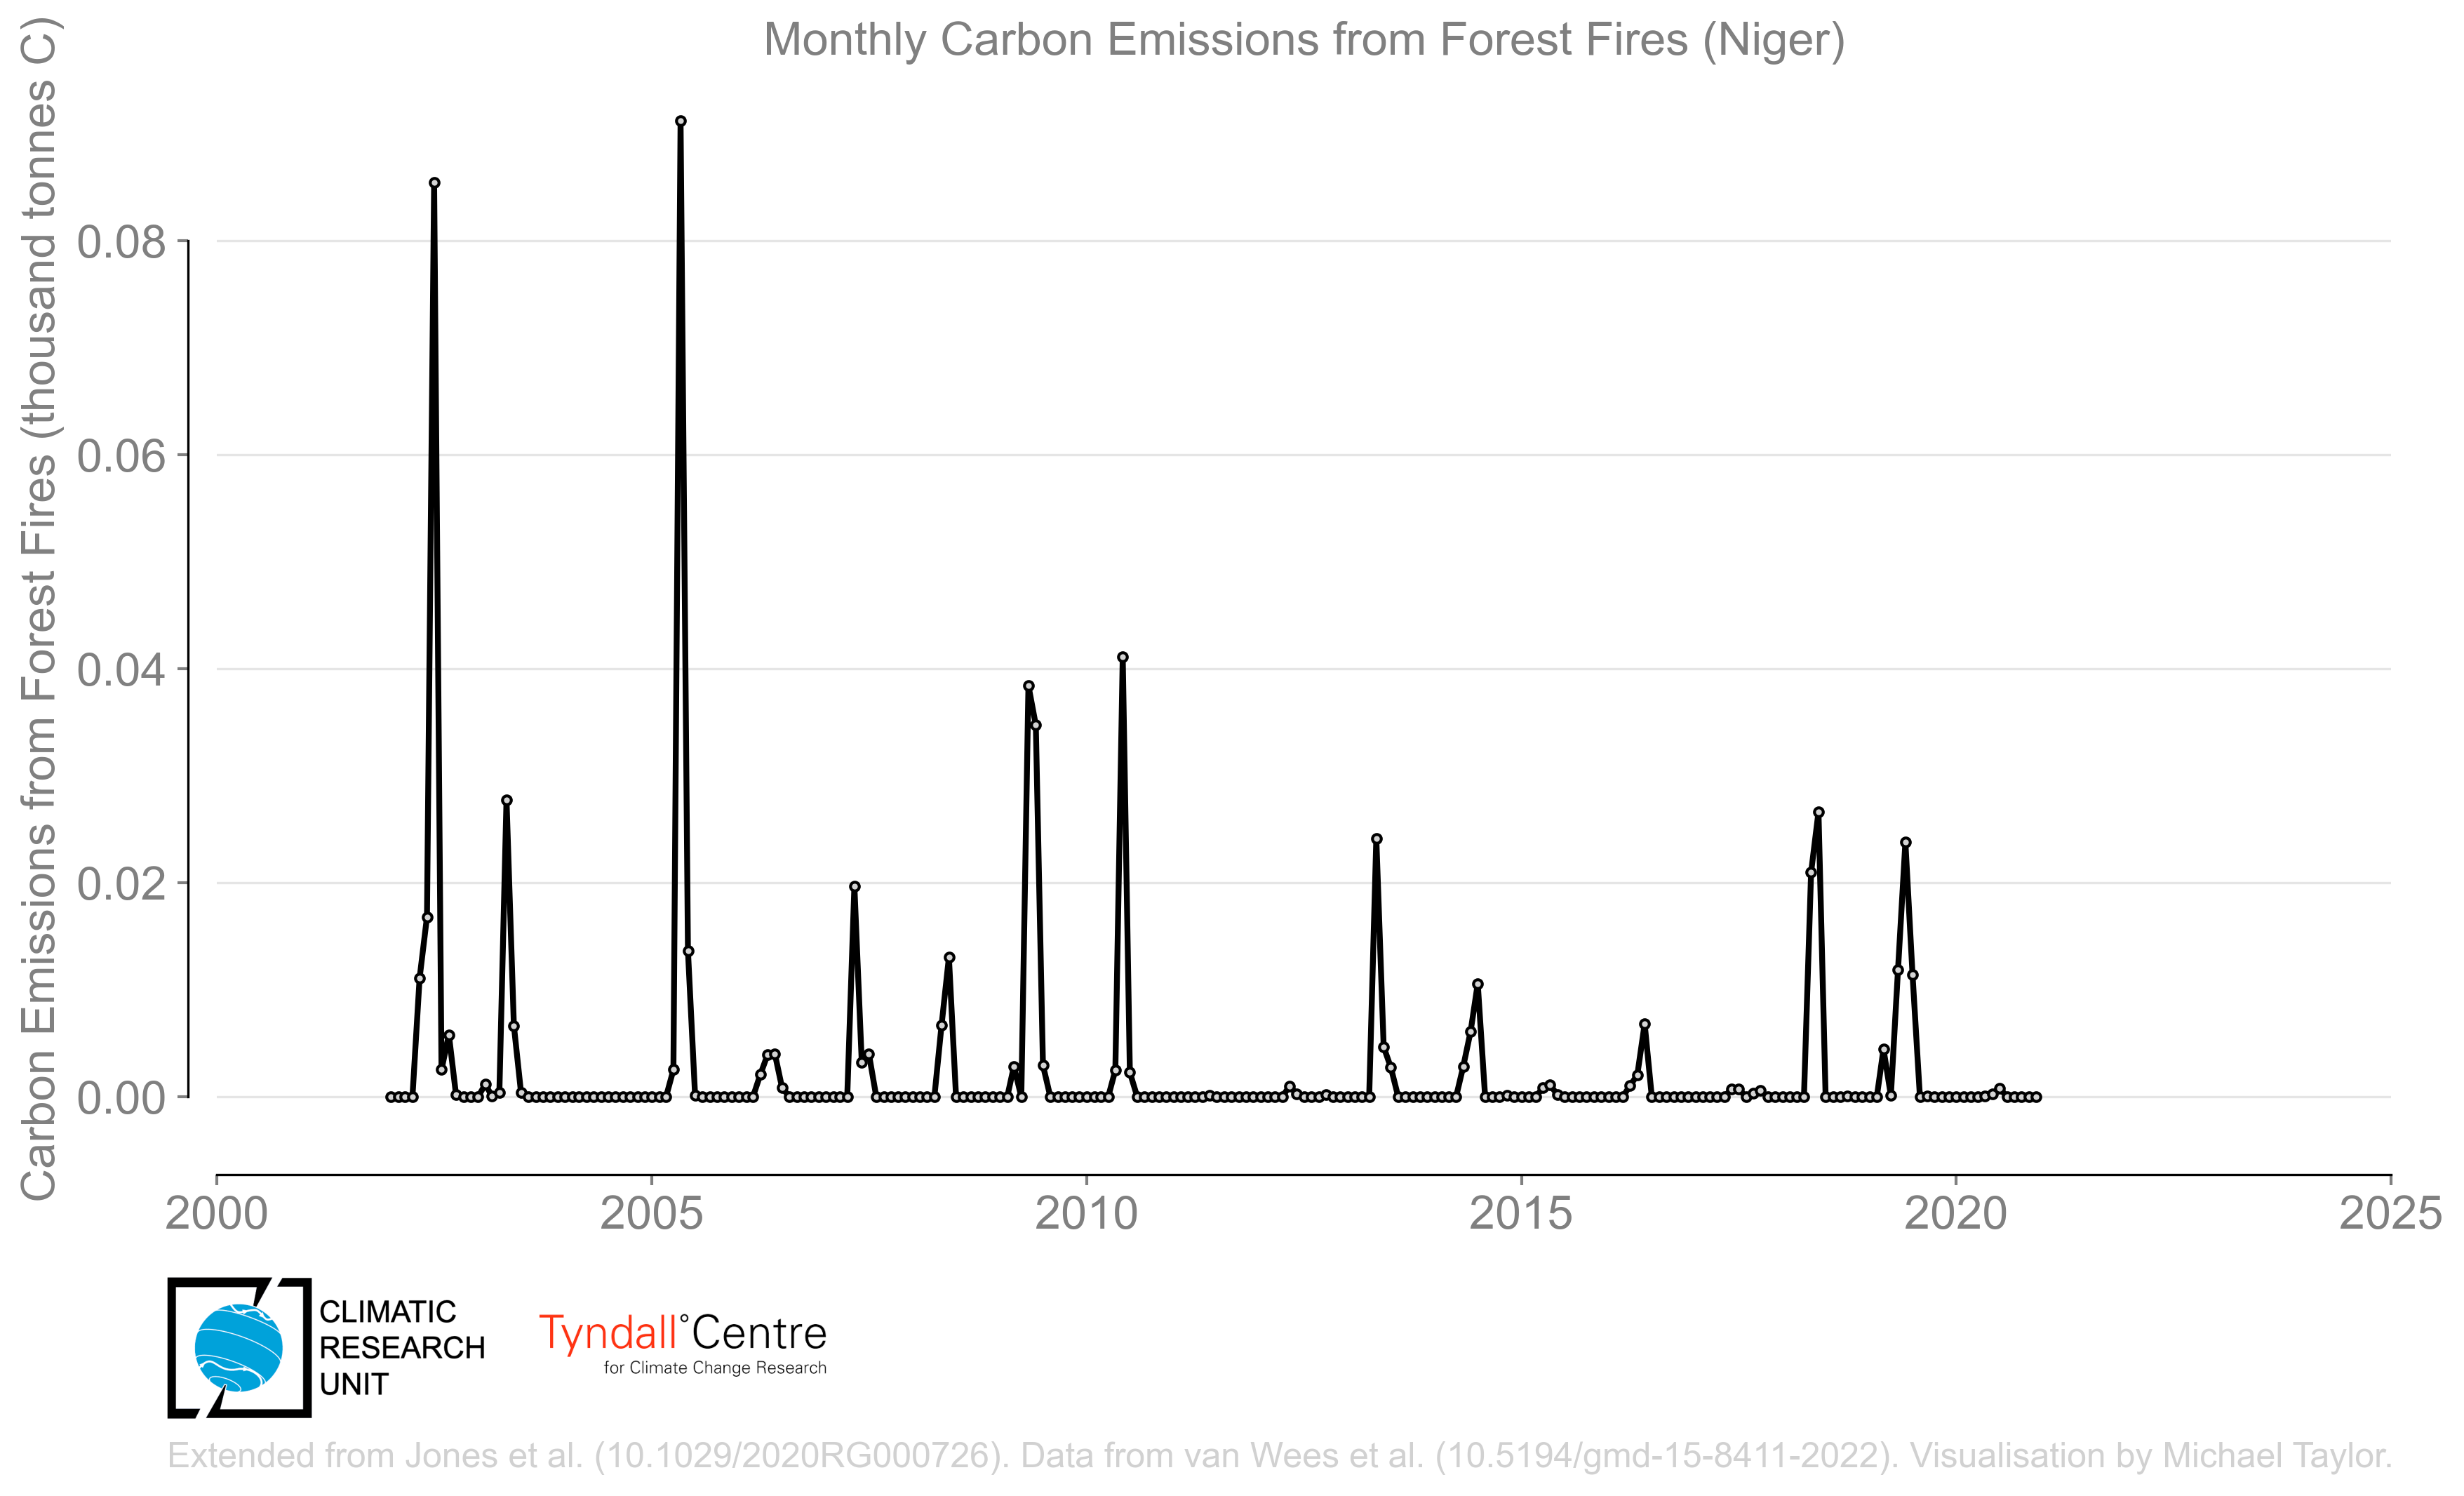 Monthly Carbon Emissions from Forest Fires (Niger)
Carbon Emissions from Forest Fires (thousand tonnes C)
0.08
0.06
0.04
0.02
0.00
2000 2005 2010 2015 2020 2025
CLIMATIC
RESEARCH
UNIT
Tyndall°Centre
for Climate Change Research
Extended from Jones et al. (10.1029/2020RG000726). Data from van Wees et al. (10.5194/gmd-15-8411-2022). Visualisation by Michael Taylor.